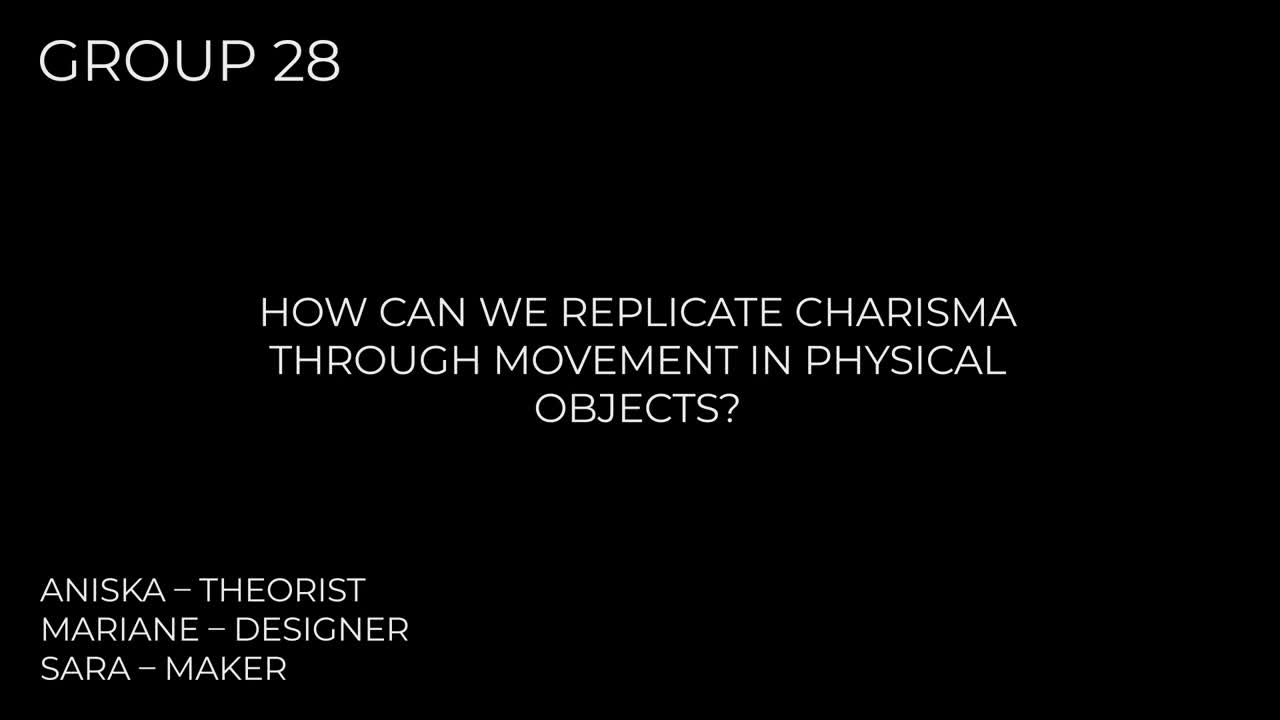 GROUP 28
HOW CAN WE REPLICATE CHARISMA
THROUGH MOVEMENT IN PHYSICAL
OBJECTS?
ANISKA – THEORIST
MARIANE – DESIGNER
SARA – MAKER